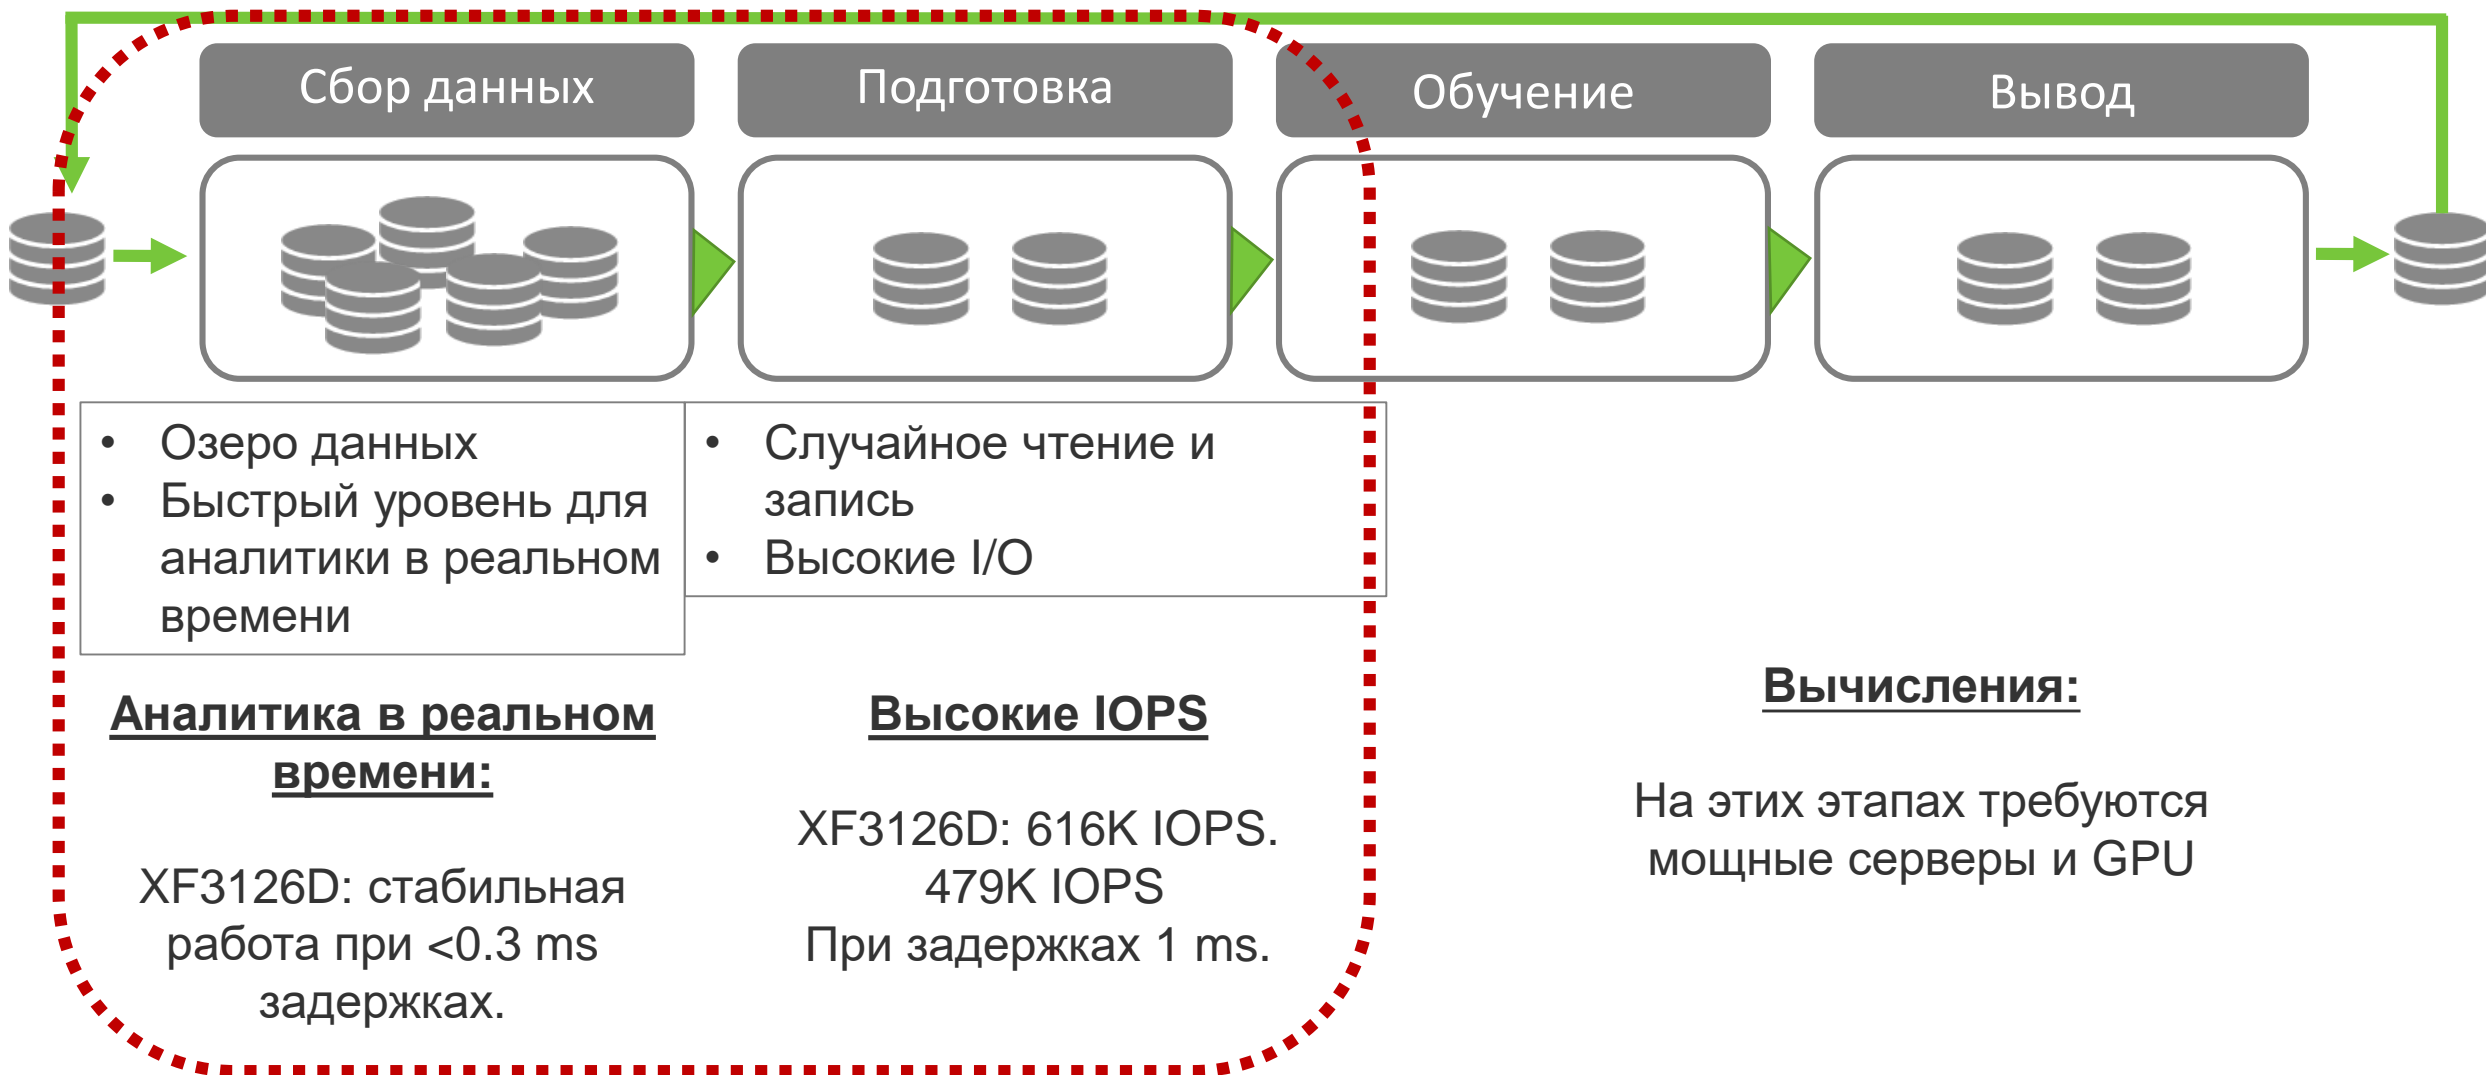 Сбор данных
Подготовка
Обучение
Вывод
• Озеро данных
• Быстрый уровень для
аналитики в реальном
времени
• Случайное чтение и
запись
• Высокие I/O
Аналитика в реальном
времени:
XF3126D: стабильная
работа при <0.3 ms
задержках.
Высокие IOPS
XF3126D: 616K IOPS.
479K IOPS
При задержках 1 ms.
Вычисления:
На этих этапах требуются
мощные серверы и GPU